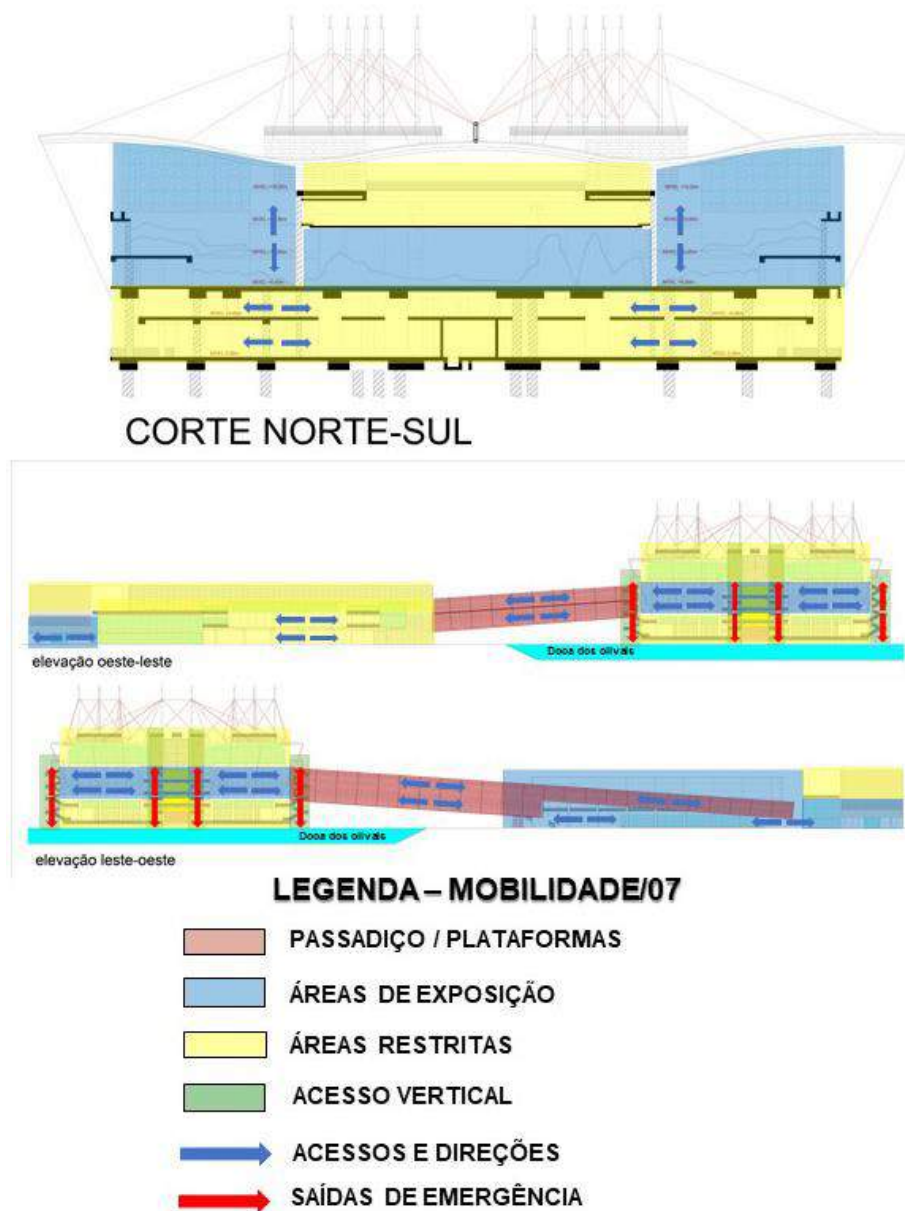 CORTE NORTE-SUL
Doca dos olivais
elevação oeste-leste
Doca dos olivais
elevação leste-oeste
LEGENDA – MOBILIDADE/07
PASSADIÇO / PLATAFORMAS
ÁREAS DE EXPOSIÇÃO
ÁREAS RESTRITAS
ACESSO VERTICAL
ACESSOS E DIREÇÕES
SAÍDAS DE EMERGÊNCIA